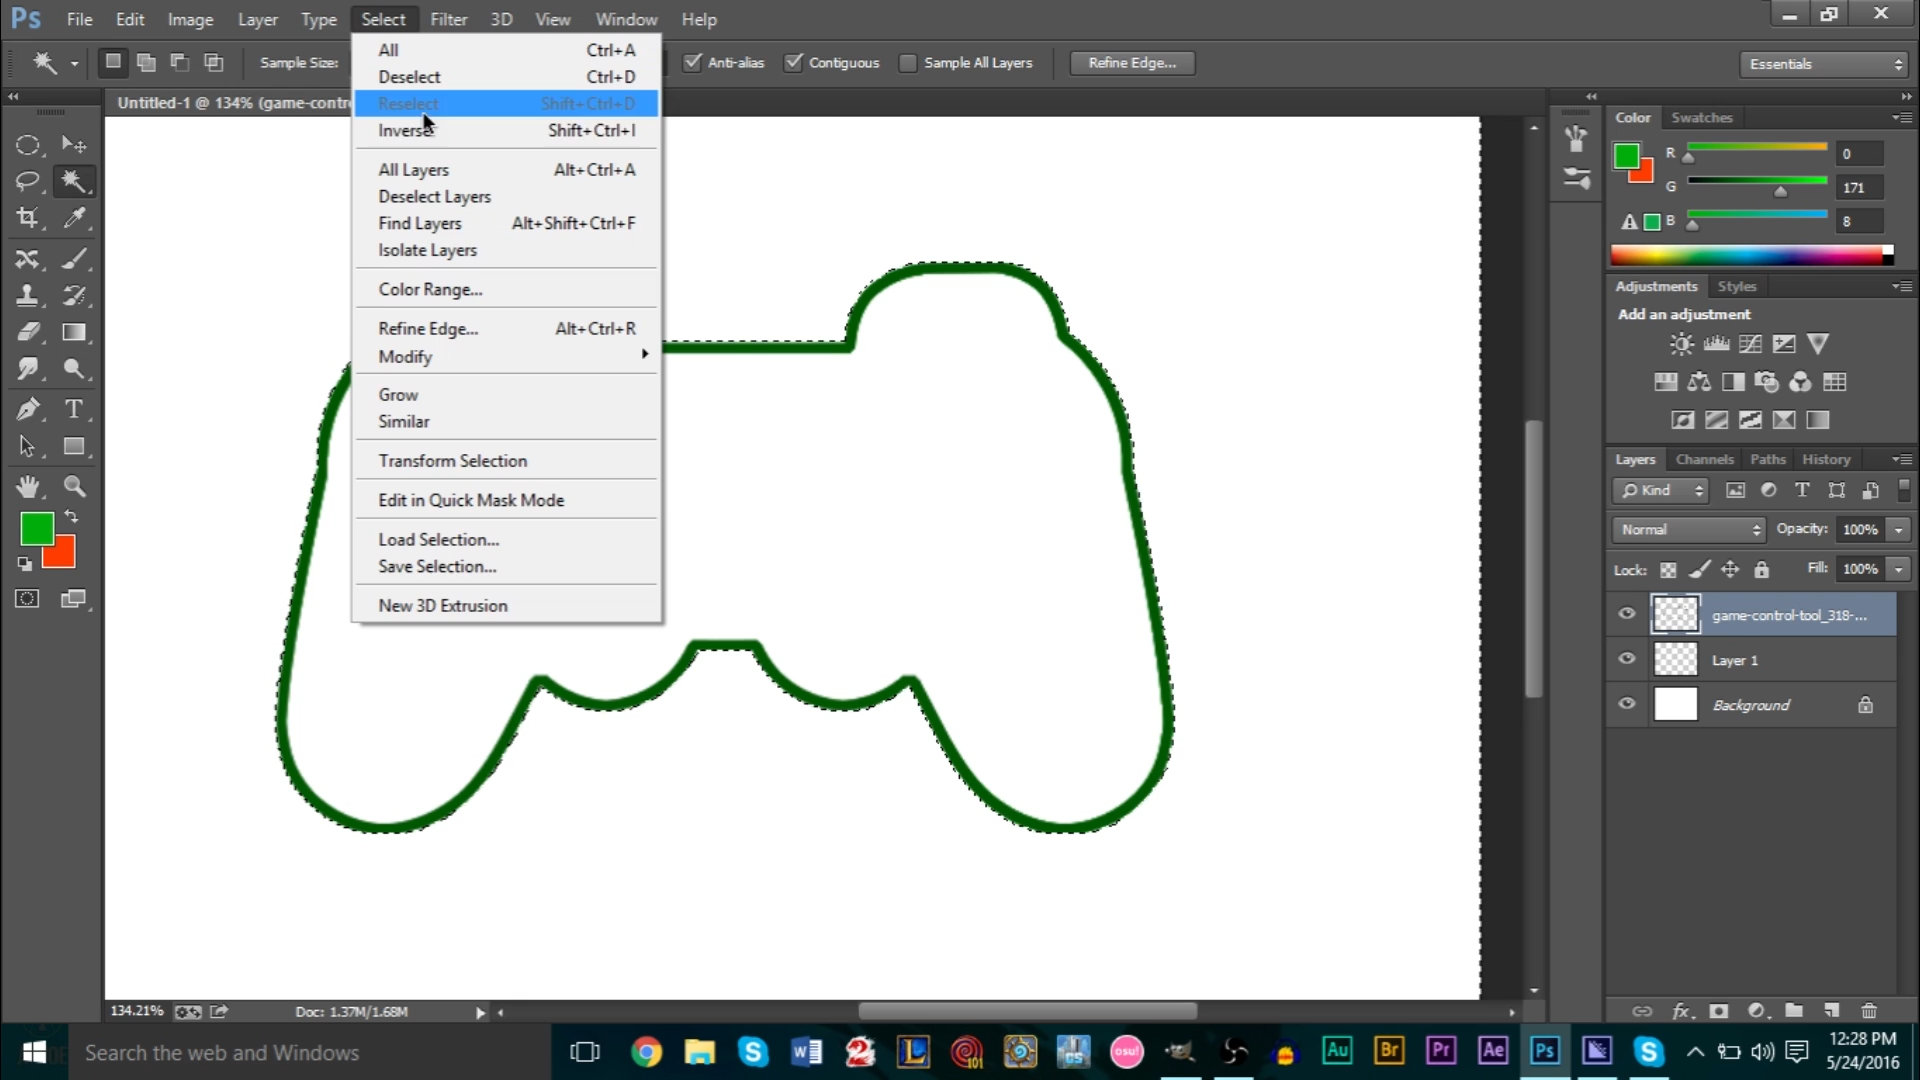 Ps File Edit Image Layer Type Select Filter 3D View Window Help
Sample Size: Anti-alias Contiguous Sample All Layers Refine Edge... Essentials
Untitled-1 @ 134% (game-contr
All Ctrl+A
Deselect Ctrl+D
Reselect Shift+Ctrl+D
Inverse Shift+Ctrl+I
All Layers Alt+Ctrl+A
Deselect Layers
Find Layers Alt+Shift+Ctrl+F
Isolate Layers
Color Range...
Refine Edge... Alt+Ctrl+R
Modify
Grow
Similar
Transform Selection
Edit in Quick Mask Mode
Load Selection...
Save Selection...
New 3D Extrusion
Color Swatches
R 0
G 171
B 8
Adjustments Styles
Add an adjustment
Layers Channels Paths History
Kind
Normal Opacity: 100%
Lock: Fill: 100%
game-control-tool_318-...
Layer 1
Background
134.21% Doc: 1.37M/1.68M
Search the web and Windows
101
osu!
Au Br Pr Ae Ps
12:28 PM
5/24/2016